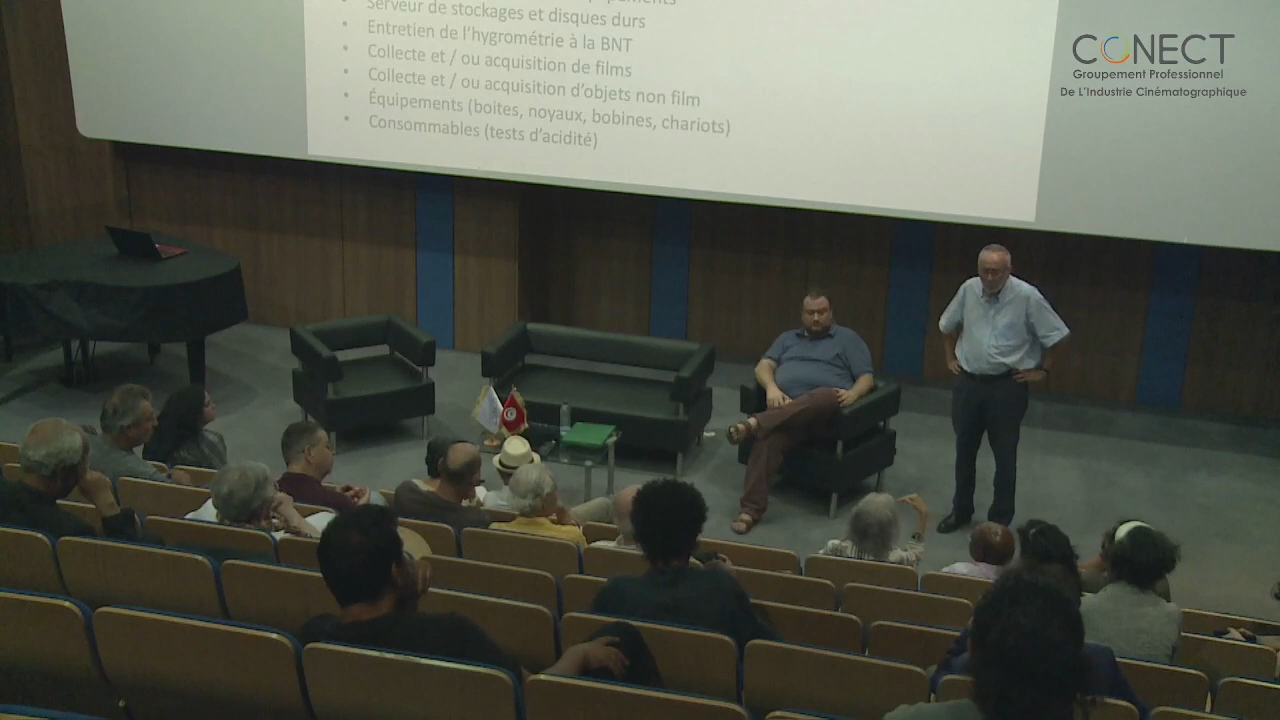 Serveur de stockages et disques durs
• Entretien de l'hygrométrie à la BNT
• Collecte et / ou acquisition de films
• Collecte et / ou acquisition d'objets non film
• Équipements (boites, noyaux, bobines, chariots)
• Consommables (tests d'acidité)
CONECT
Groupement Professionnel
De L'Industrie Cinématographique